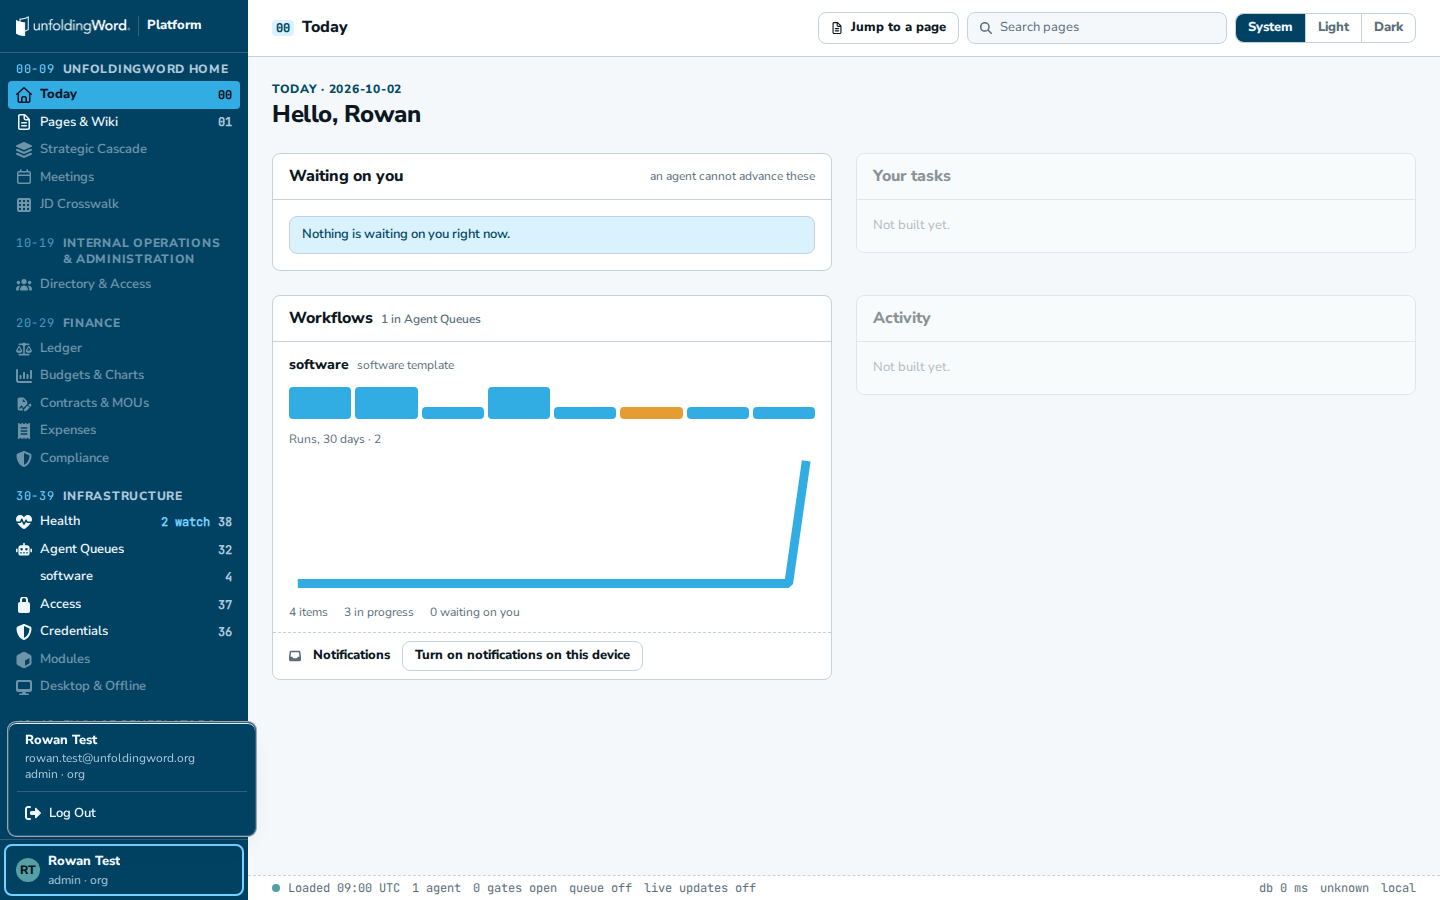 unfoldingWord® Platform
00-09 UNFOLDINGWORD HOME
Today 00
Pages & Wiki 01
Strategic Cascade
Meetings
JD Crosswalk
10-19 INTERNAL OPERATIONS
& ADMINISTRATION
Directory & Access
20-29 FINANCE
Ledger
Budgets & Charts
Contracts & MOUs
Expenses
Compliance
30-39 INFRASTRUCTURE
Health 2 watch 38
Agent Queues 32
software 4
Access 37
Credentials 36
Modules
Desktop & Offline
Rowan Test
rowan.test@unfoldingword.org
admin · org
Log Out
RT Rowan Test
admin · org
00 Today
Jump to a page
Search pages
System Light Dark
TODAY · 2026-10-02
Hello, Rowan
Waiting on you an agent cannot advance these
Nothing is waiting on you right now.
Your tasks
Not built yet.
Workflows 1 in Agent Queues
software software template
Runs, 30 days · 2
4 items 3 in progress 0 waiting on you
Notifications Turn on notifications on this device
Activity
Not built yet.
Loaded 09:00 UTC 1 agent 0 gates open queue off live updates off
db 0 ms unknown local